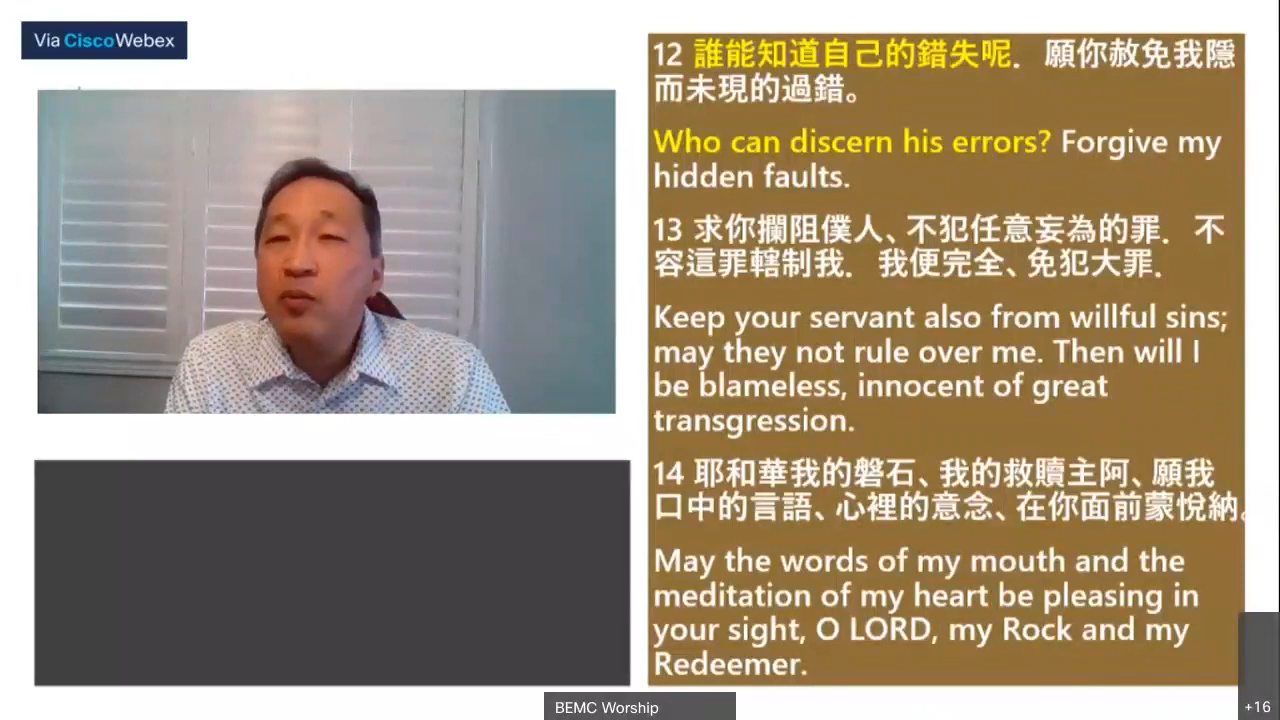 Via CiscoWebex
12 誰能知道自己的錯失呢． 願你赦免我隱
而未現的過錯。
Who can discern his errors? Forgive my
hidden faults.
13 求你攔阻僕人、不犯任意妄為的罪． 不
容這罪轄制我． 我便完全、免犯大罪．
Keep your servant also from willful sins;
may they not rule over me. Then will I
be blameless, innocent of great
transgression.
14 耶和華我的磐石、我的救贖主阿、願我
口中的言語、心裡的意念、在你面前蒙悅納。
May the words of my mouth and the
meditation of my heart be pleasing in
your sight, O LORD, my Rock and my
Redeemer.
BEMC Worship
+16